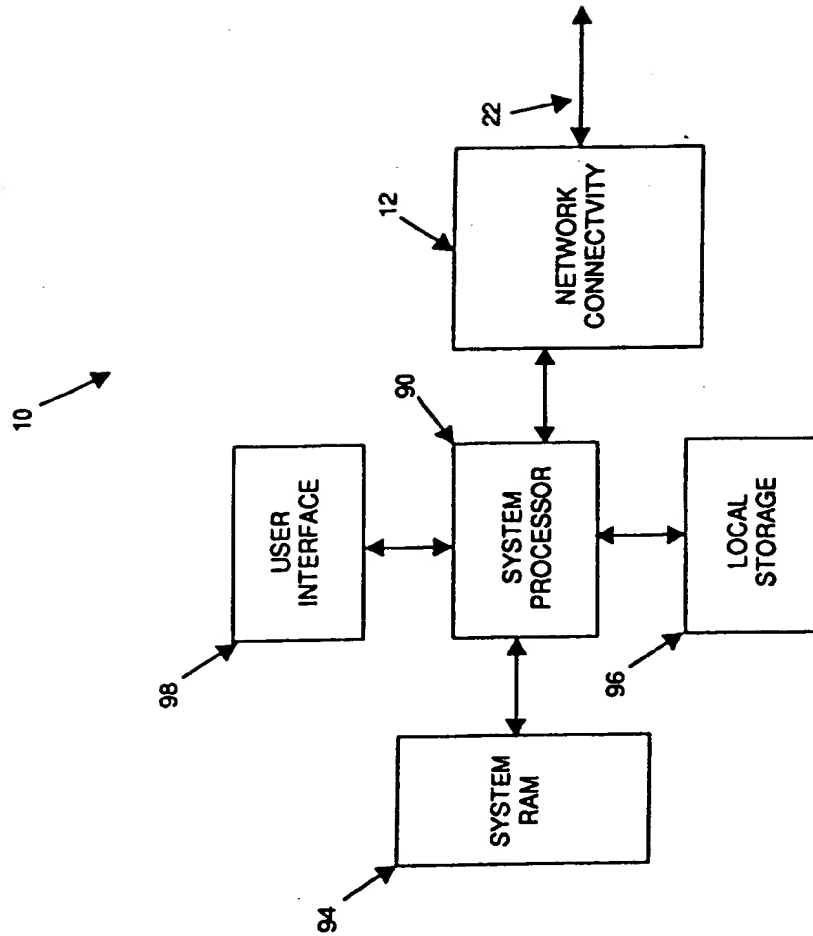 10
98
USER
INTERFACE
90
SYSTEM
PROCESSOR
12
NETWORK
CONNECTVITY
22
94
SYSTEM
RAM
96
LOCAL
STORAGE